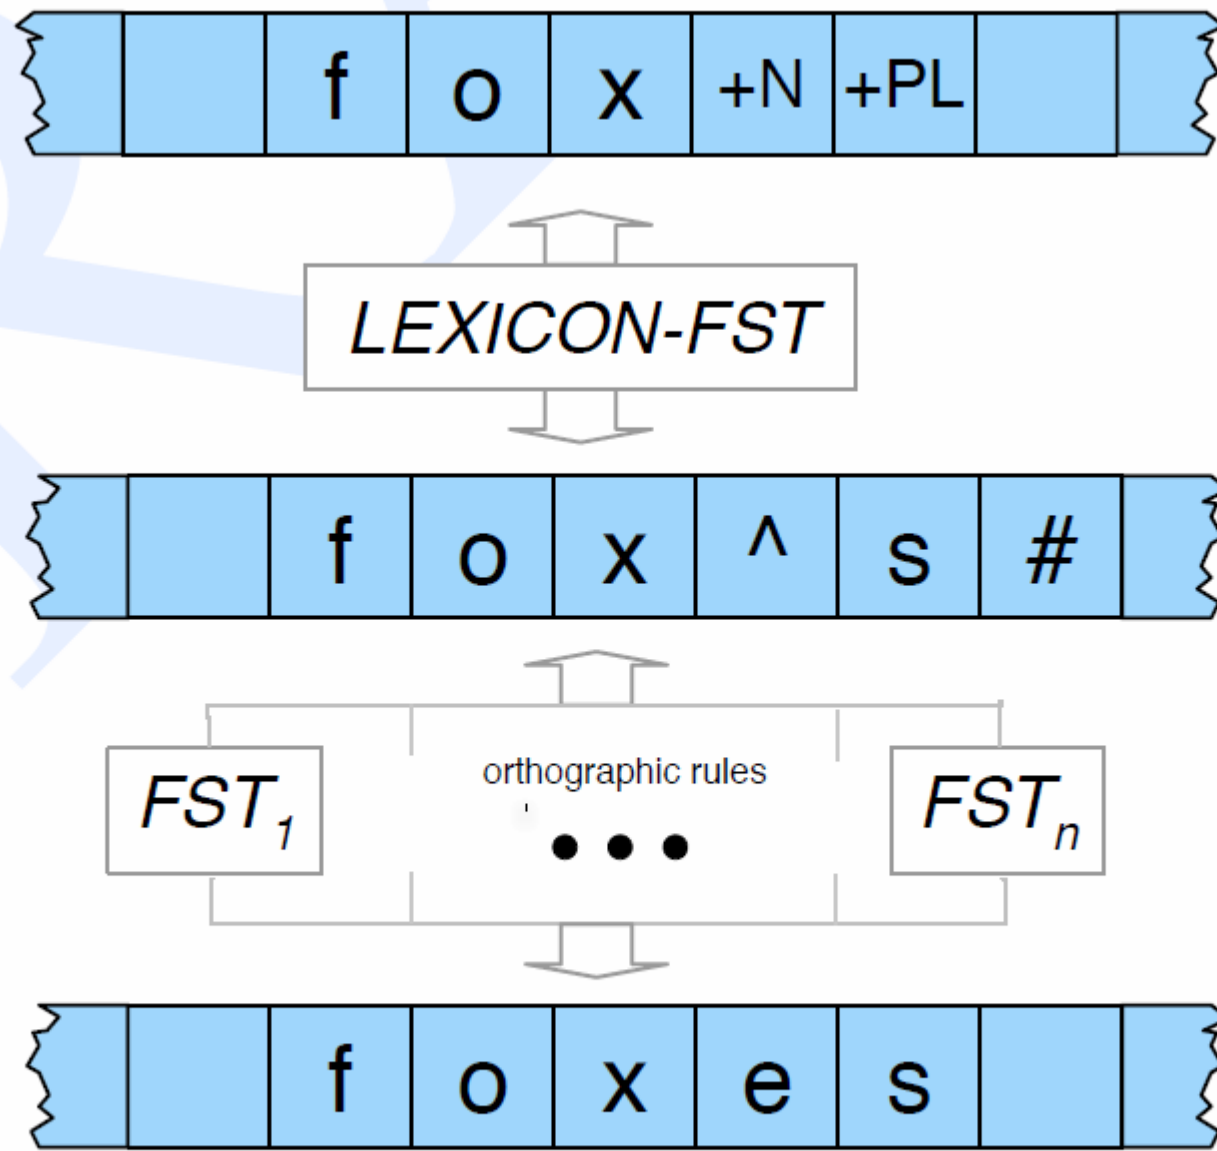 f o x +N +PL
LEXICON-FST
f o x ^ s #
orthographic rules
FST1 ••• FSTn
f o x e s